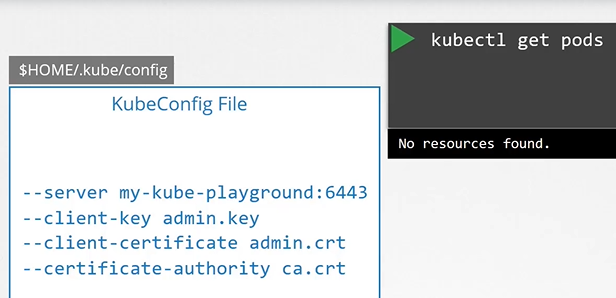 kubectl get pods
No resources found.
$HOME/.kube/config
KubeConfig File
--server my-kube-playground:6443
--client-key admin.key
--client-certificate admin.crt
--certificate-authority ca.crt